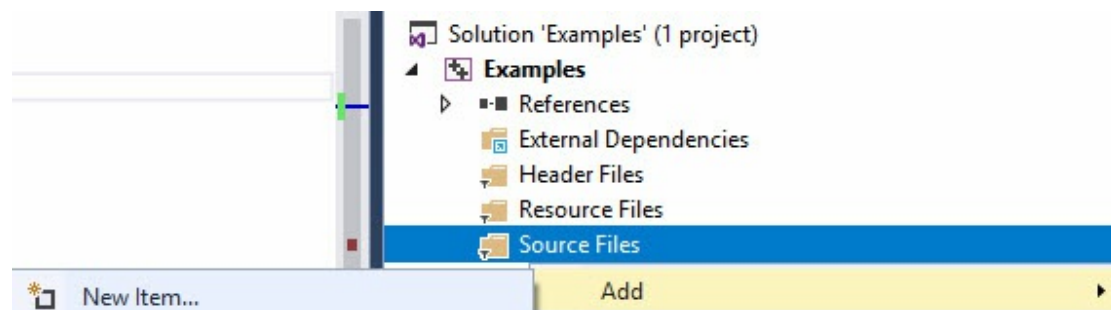 Solution 'Examples' (1 project)
Examples
References
External Dependencies
Header Files
Resource Files
Source Files
New Item...
Add